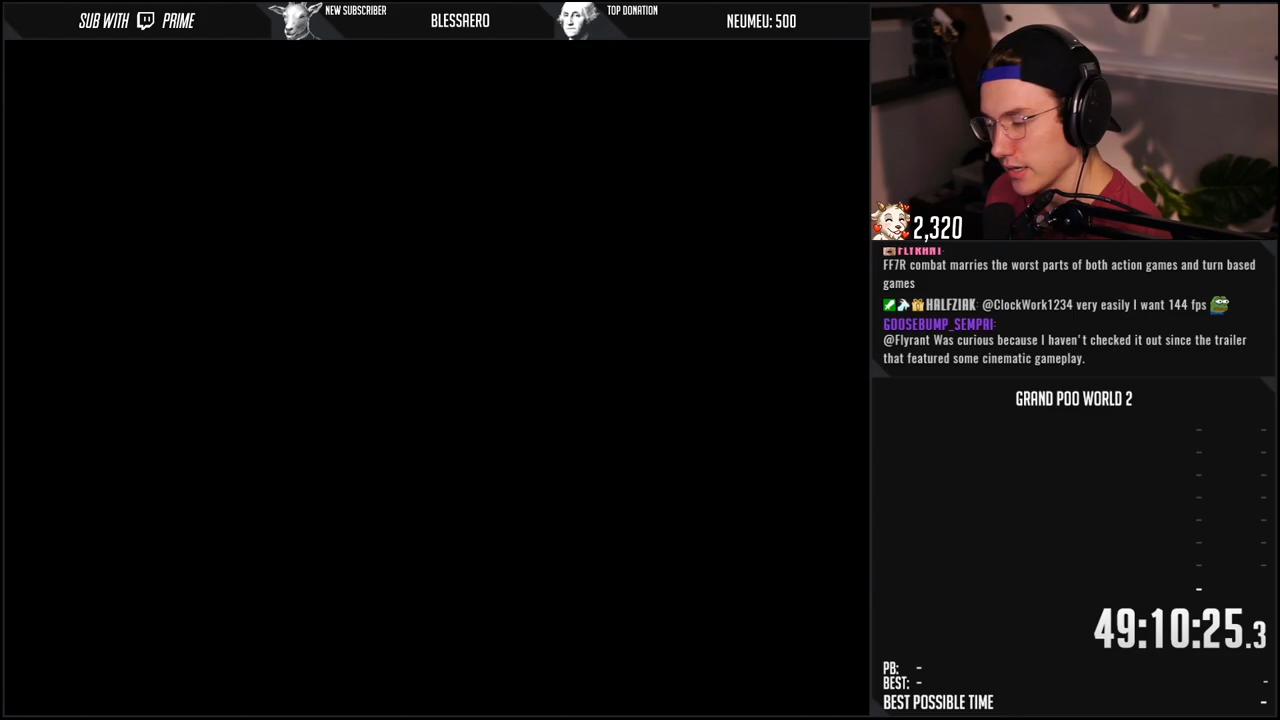 SUB WITH PRIME
NEW SUBSCRIBER
BLESSAERO
TOP DONATION
NEUMEU: 500
2,320
FLYRANT:
FF7R combat marries the worst parts of both action games and turn based
games
HALFZIAK: @ClockWork1234 very easily I want 144 fps
GOOSEBUMP_SEMPAI:
@Flyrant Was curious because I haven't checked it out since the trailer
that featured some cinematic gameplay.
GRAND POO WORLD 2
- -
- -
- -
- -
- -
- -
- -
-
49:10:25.3
PB: -
BEST: - -
BEST POSSIBLE TIME -